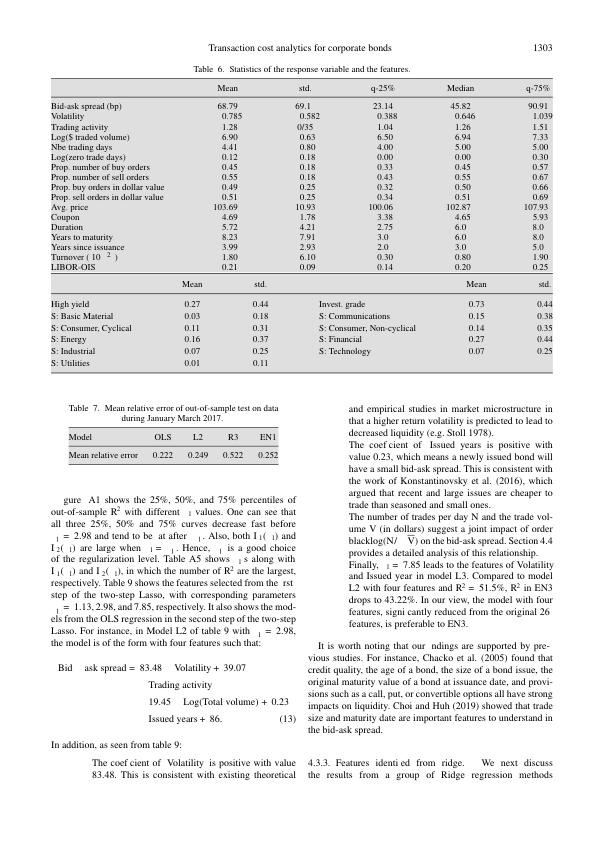 Transaction cost analytics for corporate bonds 1303
Table 6. Statistics of the response variable and the features.
Mean std. q-25% Median q-75%
Bid-ask spread (bp) 68.79 69.1 23.14 45.82 90.91
Volatility 0.785 0.582 0.388 0.646 1.039
Trading activity 1.28 0/35 1.04 1.26 1.51
Log($ traded volume) 6.90 0.63 6.50 6.94 7.33
Nbe trading days 4.41 0.80 4.00 5.00 5.00
Log(zero trade days) 0.12 0.18 0.00 0.00 0.30
Prop. number of buy orders 0.45 0.18 0.33 0.45 0.57
Prop. number of sell orders 0.55 0.18 0.43 0.55 0.67
Prop. buy orders in dollar value 0.49 0.25 0.32 0.50 0.66
Prop. sell orders in dollar value 0.51 0.25 0.34 0.51 0.69
Avg. price 103.69 10.93 100.06 102.87 107.93
Coupon 4.69 1.78 3.38 4.65 5.93
Duration 5.72 4.21 2.75 6.0 8.0
Years to maturity 8.23 7.91 3.0 6.0 8.0
Years since issuance 3.99 2.93 2.0 3.0 5.0
Turnover ( 10 2 ) 1.80 6.10 0.30 0.80 1.90
LIBOR-OIS 0.21 0.09 0.14 0.20 0.25
Mean std. Mean std.
High yield 0.27 0.44 Invest. grade 0.73 0.44
S: Basic Material 0.03 0.18 S: Communications 0.15 0.38
S: Consumer, Cyclical 0.11 0.31 S: Consumer, Non-cyclical 0.14 0.35
S: Energy 0.16 0.37 S: Financial 0.27 0.44
S: Industrial 0.07 0.25 S: Technology 0.07 0.25
S: Utilities 0.01 0.11
Table 7. Mean relative error of out-of-sample test on data
during January March 2017.
Model OLS L2 R3 EN1
Mean relative error 0.222 0.249 0.522 0.252
gure A1 shows the 25%, 50%, and 75% percentiles of
out-of-sample R2 with different 1 values. One can see that
all three 25%, 50% and 75% curves decrease fast before
1 = 2.98 and tend to be at after 1. Also, both I1( 1) and
I2( 1) are large when 1 = 1. Hence, 1 is a good choice
of the regularization level. Table A5 shows 1s along with
I1( 1) and I2( 1), in which the number of R2 are the largest,
respectively. Table 9 shows the features selected from the rst
step of the two-step Lasso, with corresponding parameters
1 = 1.13, 2.98, and 7.85, respectively. It also shows the mod-
els from the OLS regression in the second step of the two-step
Lasso. For instance, in Model L2 of table 9 with 1 = 2.98,
the model is of the form with four features such that:
Bid ask spread = 83.48 Volatility + 39.07
Trading activity
19.45 Log(Total volume) + 0.23
Issued years + 86. (13)
In addition, as seen from table 9:
The coef cient of Volatility is positive with value
83.48. This is consistent with existing theoretical
and empirical studies in market microstructure in
that a higher return volatility is predicted to lead to
decreased liquidity (e.g. Stoll 1978).
The coef cient of Issued years is positive with
value 0.23, which means a newly issued bond will
have a small bid-ask spread. This is consistent with
the work of Konstantinovsky et al. (2016), which
argued that recent and large issues are cheaper to
trade than seasoned and small ones.
The number of trades per day N and the trade vol-
ume V (in dollars) suggest a joint impact of order
blacklog(N/ V) on the bid-ask spread. Section 4.4
provides a detailed analysis of this relationship.
Finally, 1 = 7.85 leads to the features of Volatility
and Issued year in model L3. Compared to model
L2 with four features and R2 = 51.5%, R2 in EN3
drops to 43.22%. In our view, the model with four
features, signi cantly reduced from the original 26
features, is preferable to EN3.
It is worth noting that our ndings are supported by pre-
vious studies. For instance, Chacko et al. (2005) found that
credit quality, the age of a bond, the size of a bond issue, the
original maturity value of a bond at issuance date, and provi-
sions such as a call, put, or convertible options all have strong
impacts on liquidity. Choi and Huh (2019) showed that trade
size and maturity date are important features to understand in
the bid-ask spread.
4.3.3. Features identi ed from ridge. We next discuss
the results from a group of Ridge regression methods